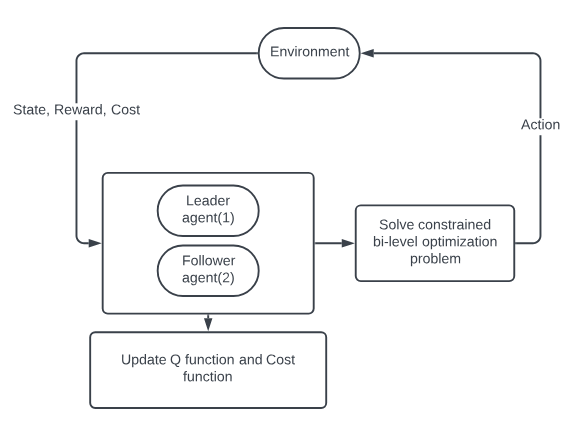 Environment
State, Reward, Cost
Action
Leader
agent(1)
Follower
agent(2)
Solve constrained
bi-level optimization
problem
Update Q function and Cost
function